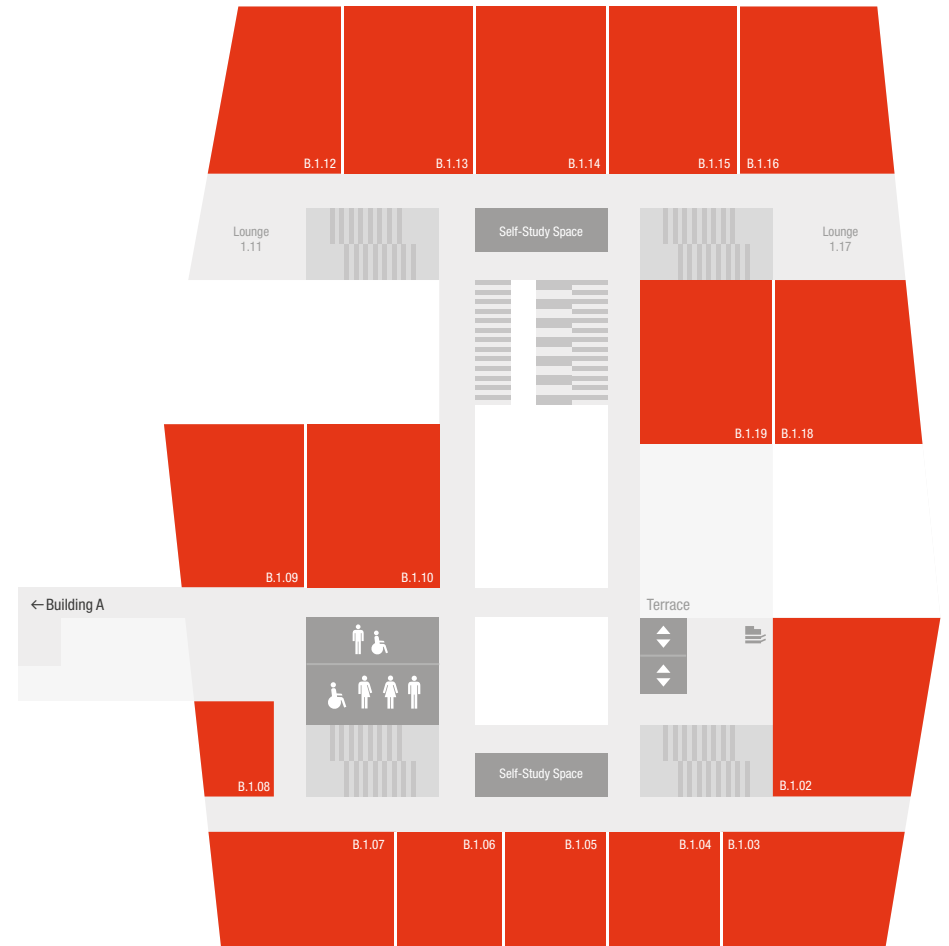 B.1.12
B.1.13
B.1.14
B.1.15
B.1.16
Lounge
1.11
Self-Study Space
Lounge
1.17
B.1.19
B.1.18
B.1.09
B.1.10
←Building A
Terrace
B.1.08
Self-Study Space
B.1.02
B.1.07
B.1.06
B.1.05
B.1.04
B.1.03